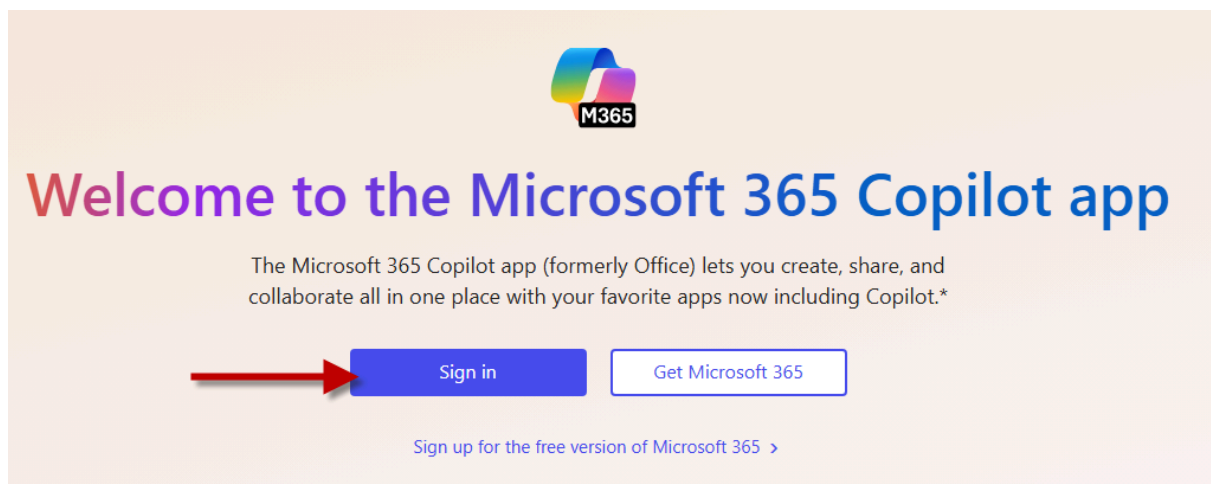 M365
Welcome to the Microsoft 365 Copilot app
The Microsoft 365 Copilot app (formerly Office) lets you create, share, and
collaborate all in one place with your favorite apps now including Copilot.*
Sign in
Get Microsoft 365
Sign up for the free version of Microsoft 365 >